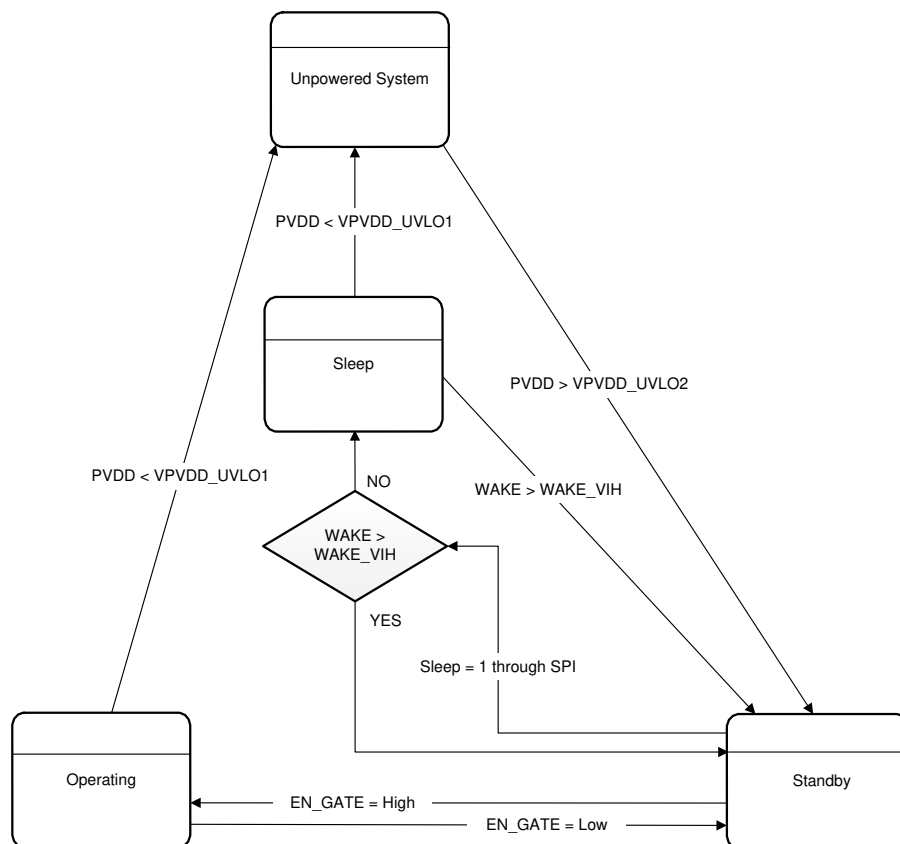 Unpowered System
PVDD < VPVDD_UVLO1
Sleep
PVDD > VPVDD_UVLO2
PVDD < VPVDD_UVLO1
NO
WAKE > WAKE_VIH
WAKE >
WAKE_VIH
YES
Sleep = 1 through SPI
Operating
Standby
EN_GATE = High
EN_GATE = Low